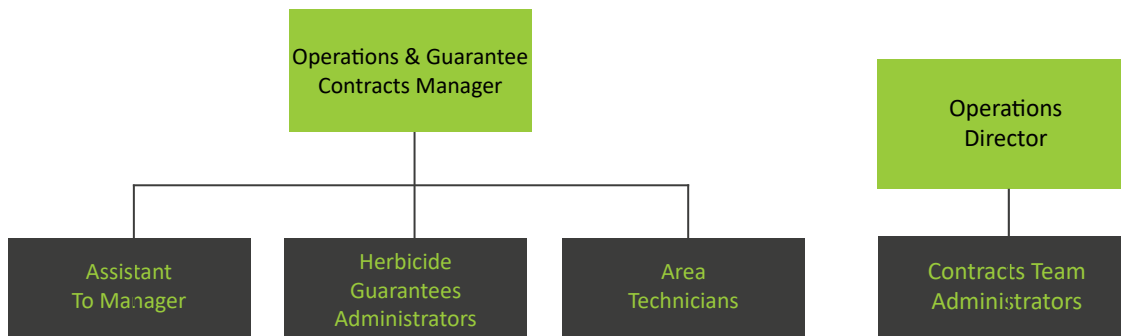 Operations & Guarantee
Contracts Manager
Operations
Director
Assistant
To Manager
Herbicide
Guarantees
Administrators
Area
Technicians
Contracts Team
Administrators